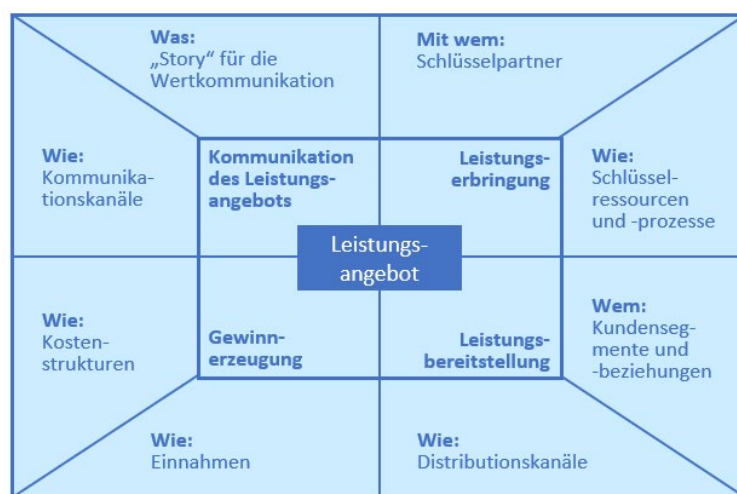 Was:
„Story“ für die
Wertkommunikation
Mit wem:
Schlüsselpartner
Wie:
Kommunika-
tionskanäle
Kommunikation
des Leistungs-
angebots
Leistungs-
erbringung
Wie:
Schlüssel-
ressourcen
und -prozesse
Leistungs-
angebot
Wie:
Kosten-
strukturen
Gewinn-
erzeugung
Leistungs-
bereitstellung
Wem:
Kundenseg-
mente und
-beziehungen
Wie:
Einnahmen
Wie:
Distributionskanäle